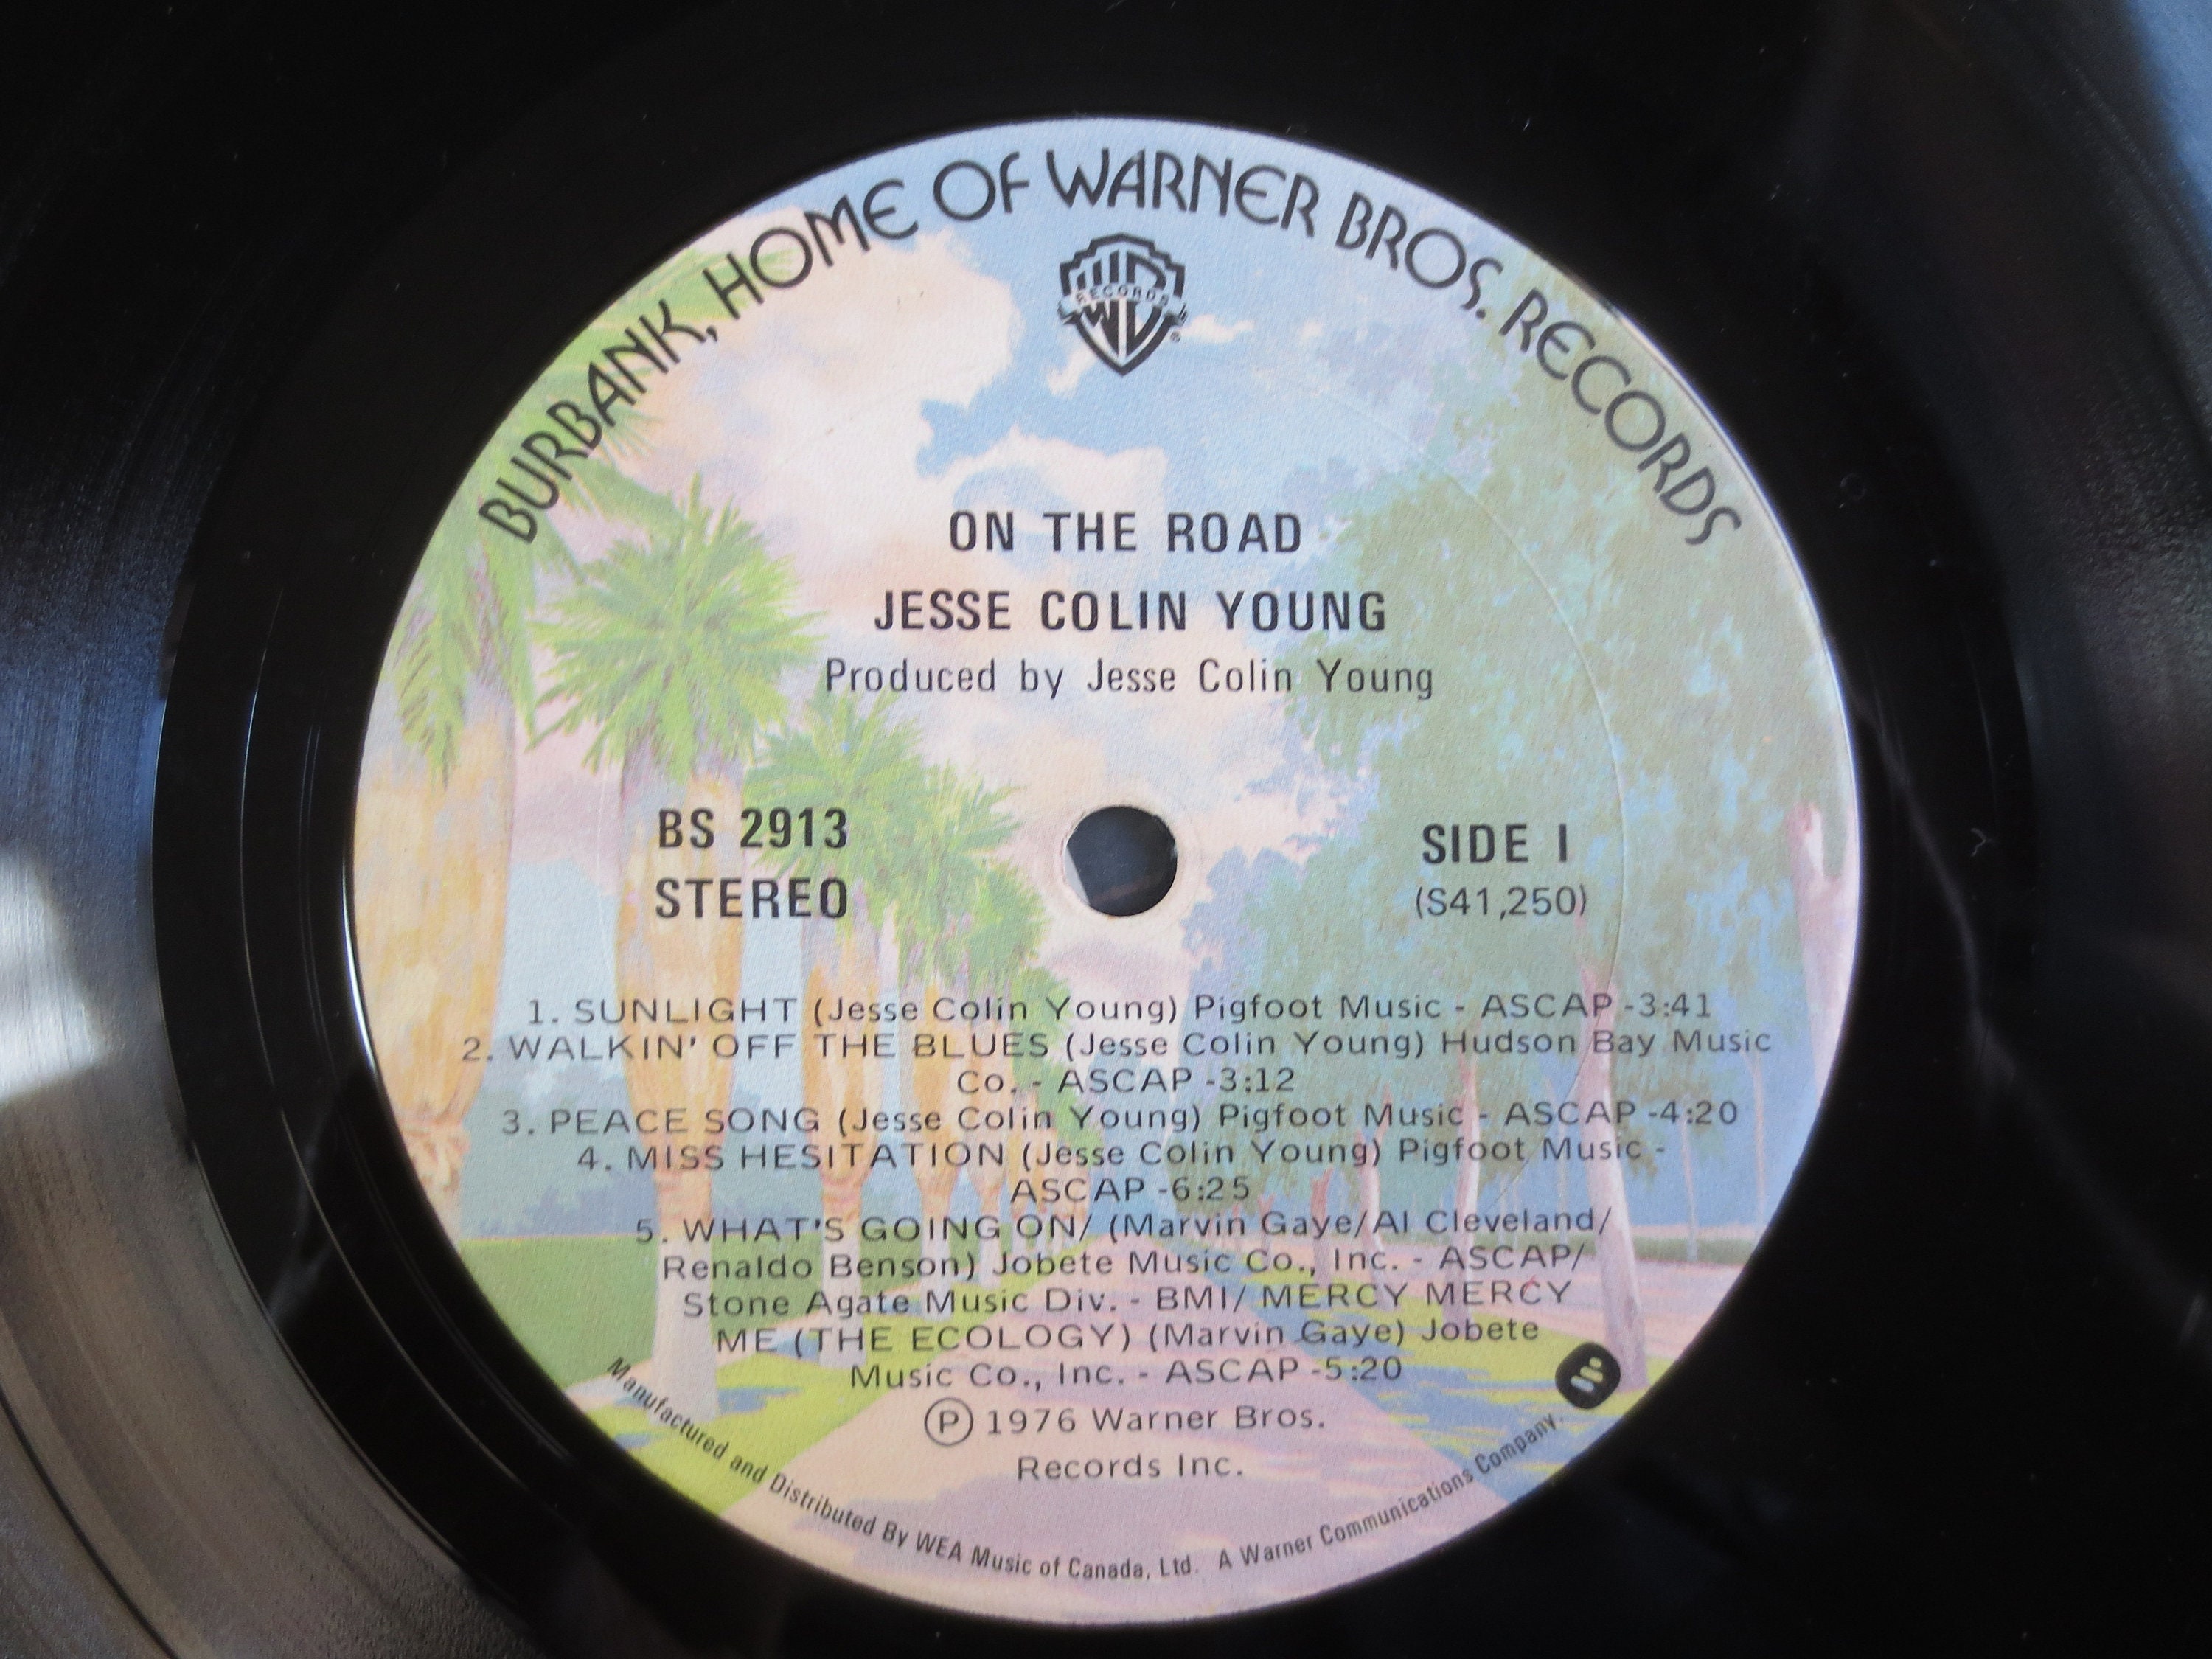 BURBANK, HOME OF WARNER BROS. RECORDS
RECORDS
®
ON THE ROAD
JESSE COLIN YOUNG
Produced by Jesse Colin Young
BS 2913
STEREO
SIDE I
(S41,250)
1. SUNLIGHT (Jesse Colin Young) Pigfoot Music - ASCAP -3:41
2. WALKIN' OFF THE BLUES (Jesse Colin Young) Hudson Bay Music
Co. - ASCAP -3:12
3. PEACE SONG (Jesse Colin Young) Pigfoot Music - ASCAP -4:20
4. MISS HESITATION (Jesse Colin Young) Pigfoot Music -
ASCAP -6:25
5. WHAT'S GOING ON/ (Marvin Gaye/Al Cleveland/
Renaldo Benson) Jobete Music Co., Inc. - ASCAP/
Stone Agate Music Div. - BMI/ MERCY MERCY
ME (THE ECOLOGY) (Marvin Gaye) Jobete
Music Co., Inc. - ASCAP -5:20
Ⓟ 1976 Warner Bros.
Records Inc.
Manufactured and Distributed By WEA Music of Canada, Ltd. A Warner Communications Company.